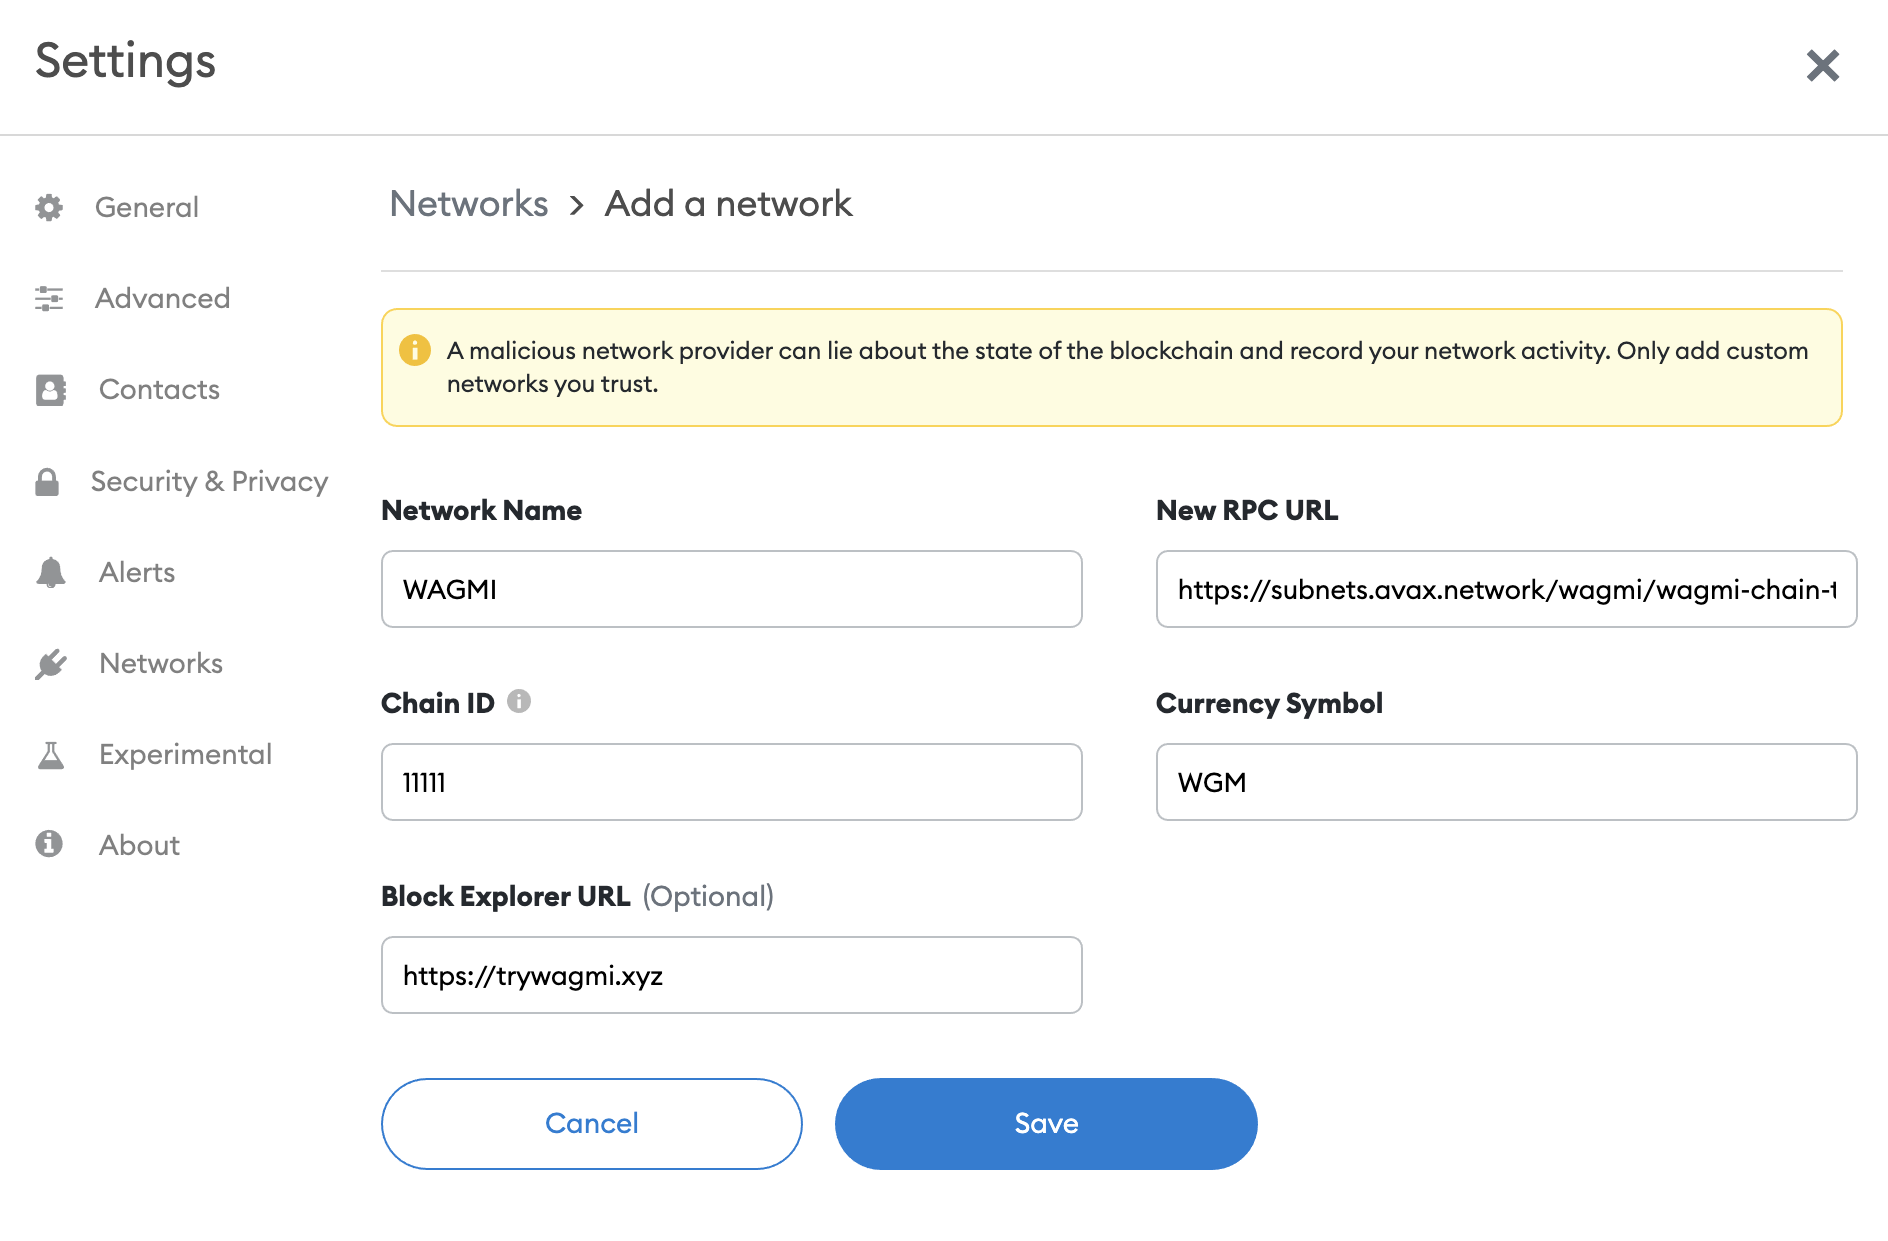 Settings
General
Advanced
Contacts
Security & Privacy
Alerts
Networks
Experimental
About
Networks > Add a network
A malicious network provider can lie about the state of the blockchain and record your network activity. Only add custom
networks you trust.
Network Name
WAGMI
New RPC URL
https://subnets.avax.network/wagmi/wagmi-chain-t
Chain ID
11111
Currency Symbol
WGM
Block Explorer URL (Optional)
https://trywagmi.xyz
Cancel
Save